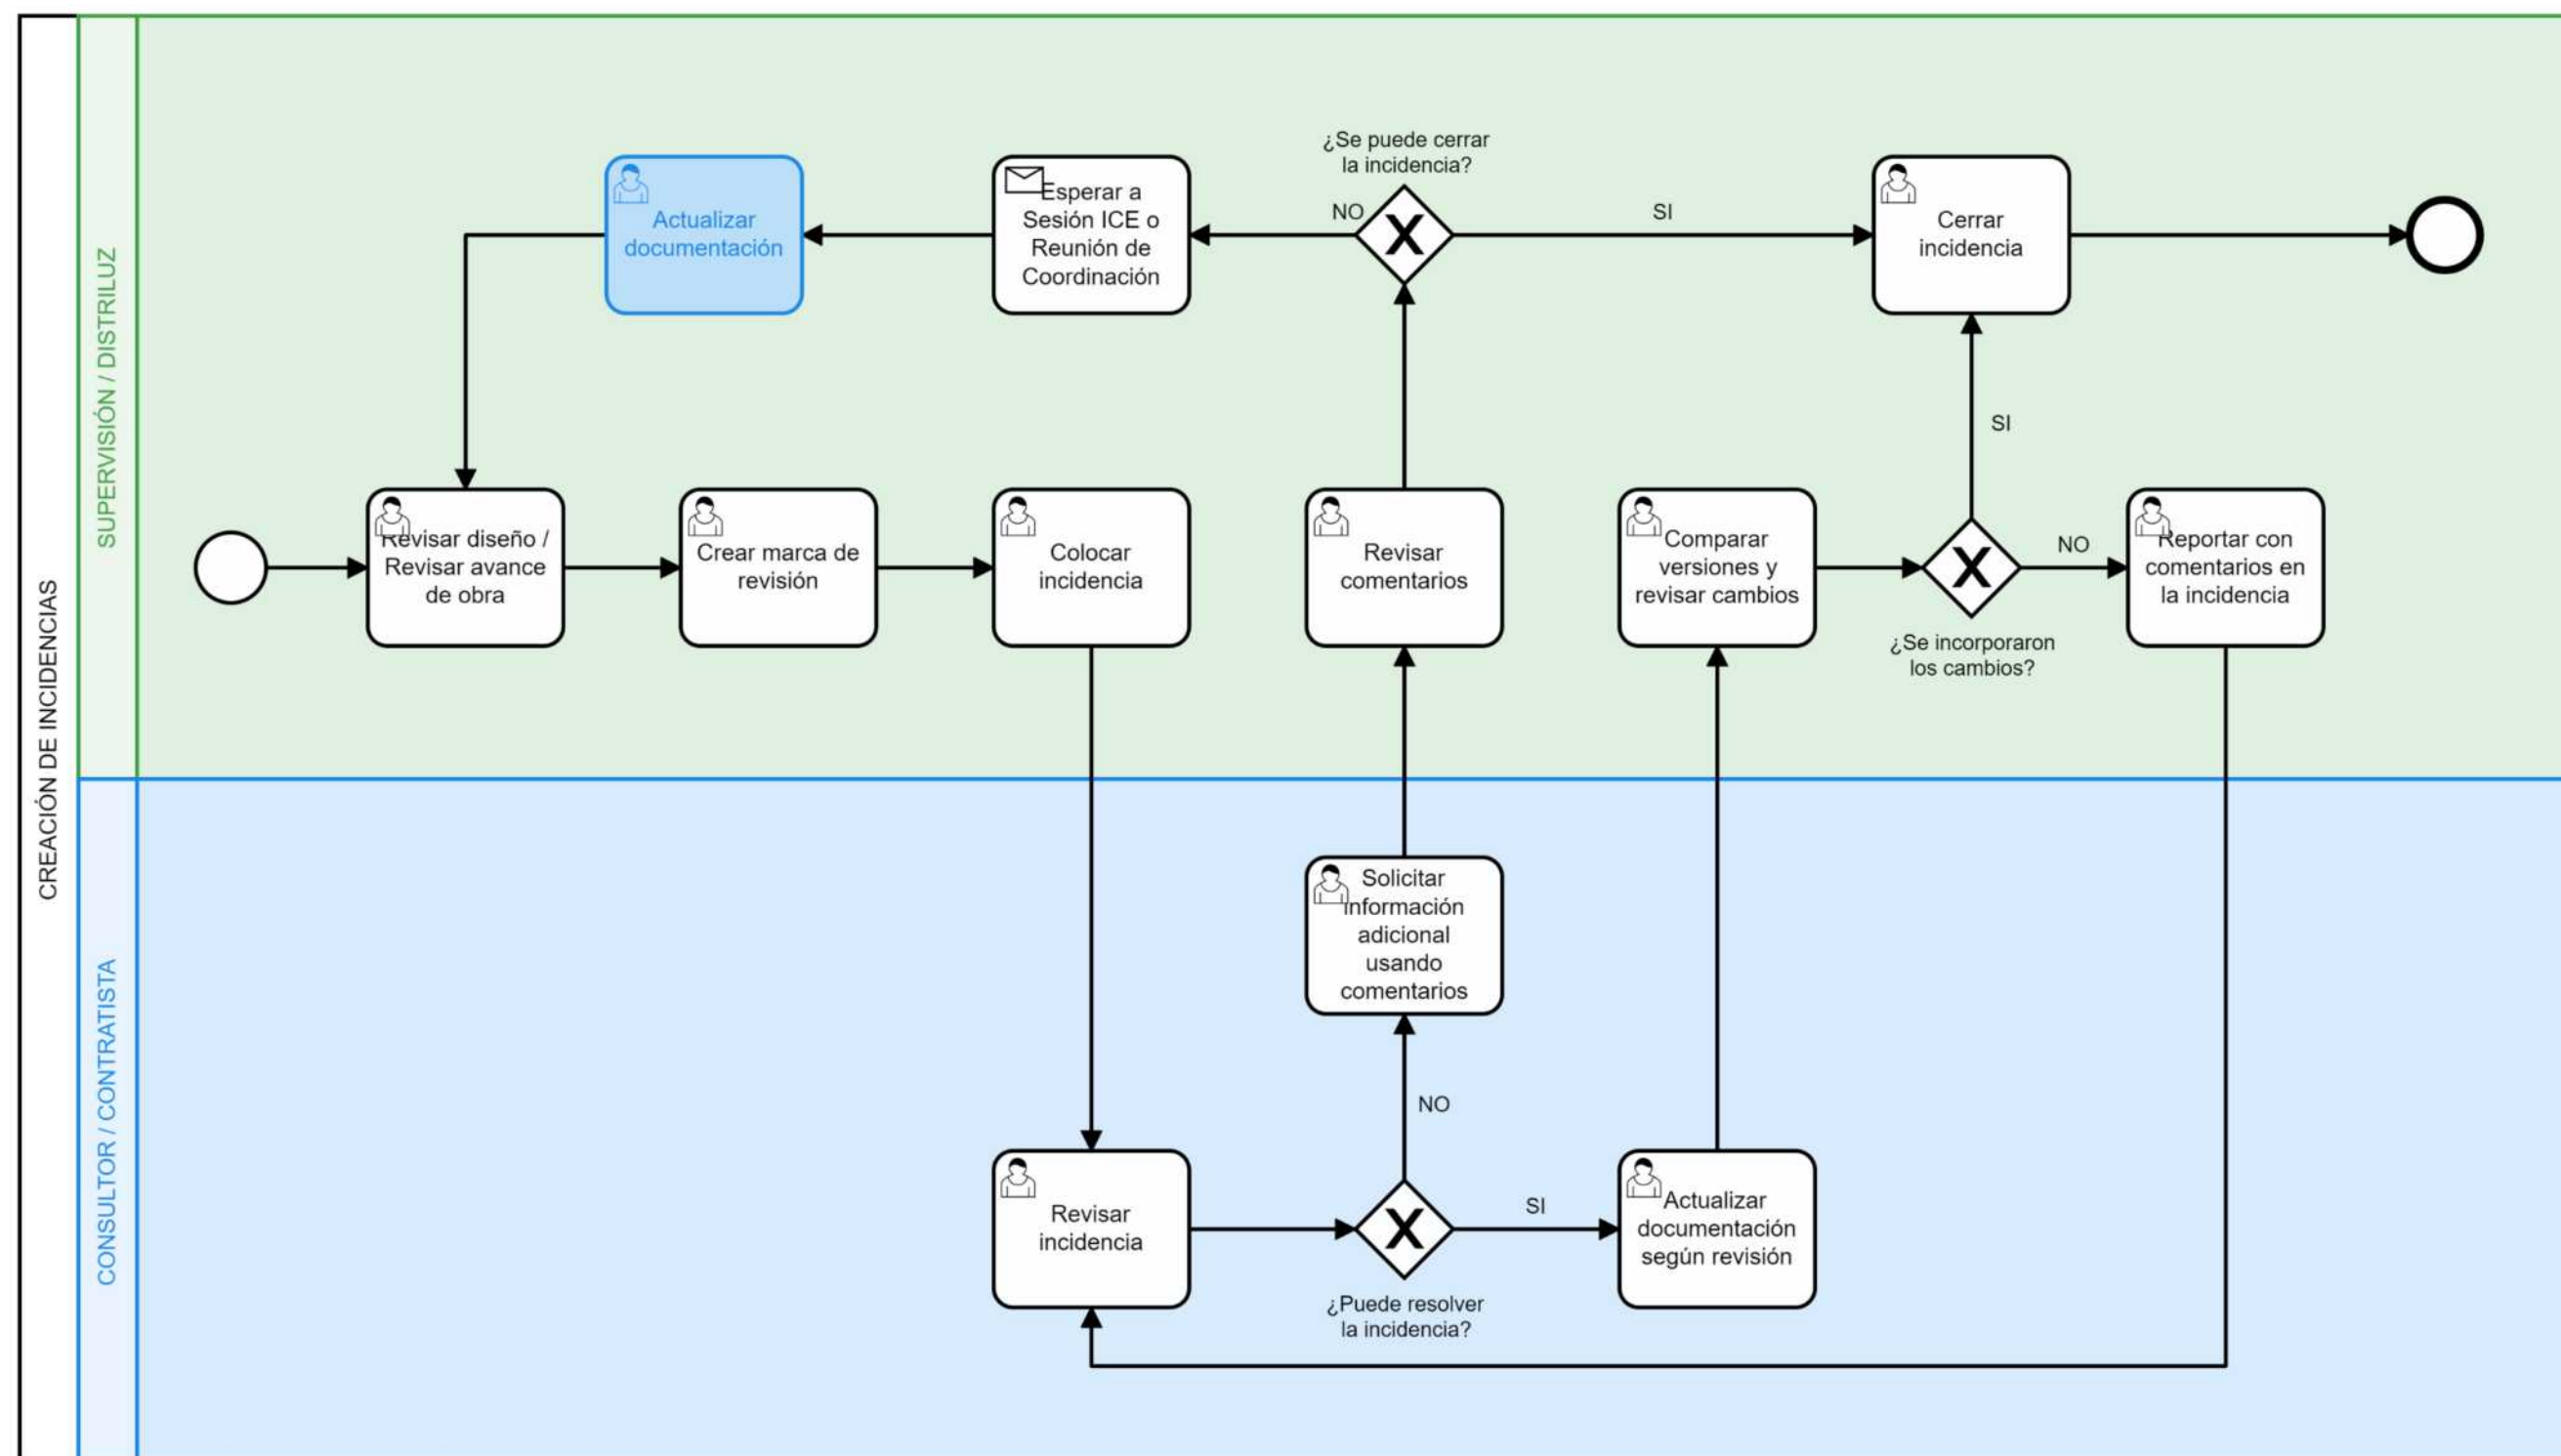 CREACIÓN DE INCIDENCIAS
SUPERVISIÓN / DISTRILUZ
¿Se puede cerrar
la incidencia?
Actualizar
documentación
Esperar a
Sesión ICE o
Reunión de
Coordinación
NO
SI
Cerrar
incidencia
SI
Revisar diseño /
Revisar avance
de obra
Crear marca de
revisión
Colocar
incidencia
Revisar
comentarios
Comparar
versiones y
revisar cambios
NO
Reportar con
comentarios en
la incidencia
¿Se incorporaron
los cambios?
CONSULTOR / CONTRATISTA
Solicitar
información
adicional
usando
comentarios
NO
Revisar
incidencia
SI
Actualizar
documentación
según revisión
¿Puede resolver
la incidencia?